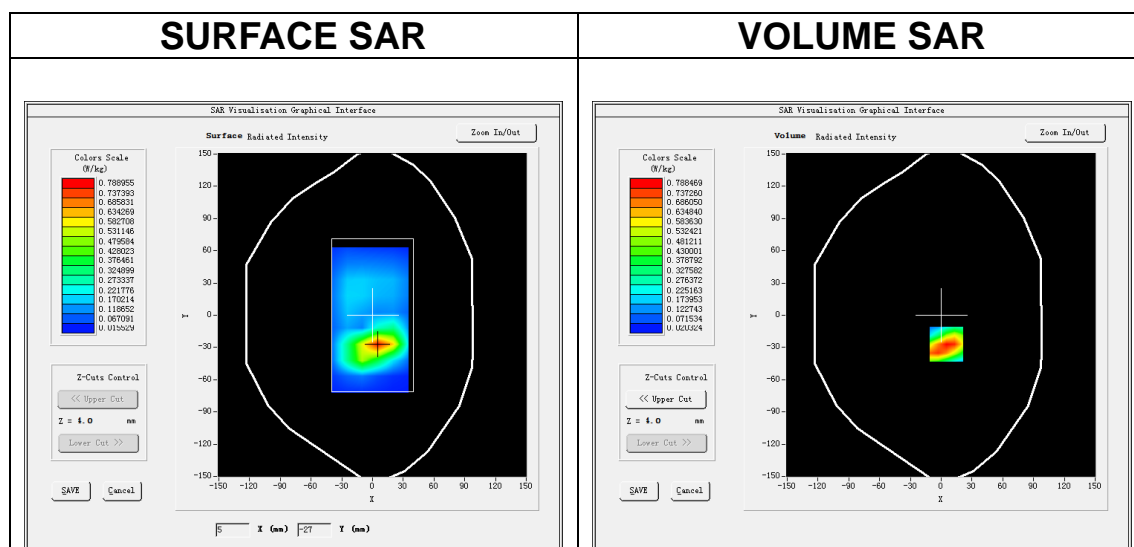 SURFACE SAR
VOLUME SAR
SAR Visualisation Graphical Interface
Surface Radiated Intensity
Zoom In/Out
Colors Scale
(W/kg)
0.788955
0.737393
0.685831
0.634269
0.582708
0.531146
0.479584
0.428023
0.376461
0.324899
0.273337
0.221776
0.170214
0.118652
0.067091
0.015529
Z-Cuts Control
<< Upper Cut
Z = 4.0 mm
Lower Cut >>
SAVE
Cancel
150
120
90
60
30
0
-30
-60
-90
-120
-150
Y
-150 -120 -90 -60 -30 0 30 60 90 120 150
X
5 X (mm) -27 Y (mm)
SAR Visualisation Graphical Interface
Volume Radiated Intensity
Zoom In/Out
Colors Scale
(W/kg)
0.788469
0.737260
0.686050
0.634840
0.583630
0.532421
0.481211
0.430001
0.378792
0.327582
0.276372
0.225163
0.173953
0.122743
0.071534
0.020324
Z-Cuts Control
<< Upper Cut
Z = 4.0 mm
Lower Cut >>
SAVE
Cancel
150
120
90
60
30
0
-30
-60
-90
-120
-150
Y
-150 -120 -90 -60 -30 0 30 60 90 120 150
X